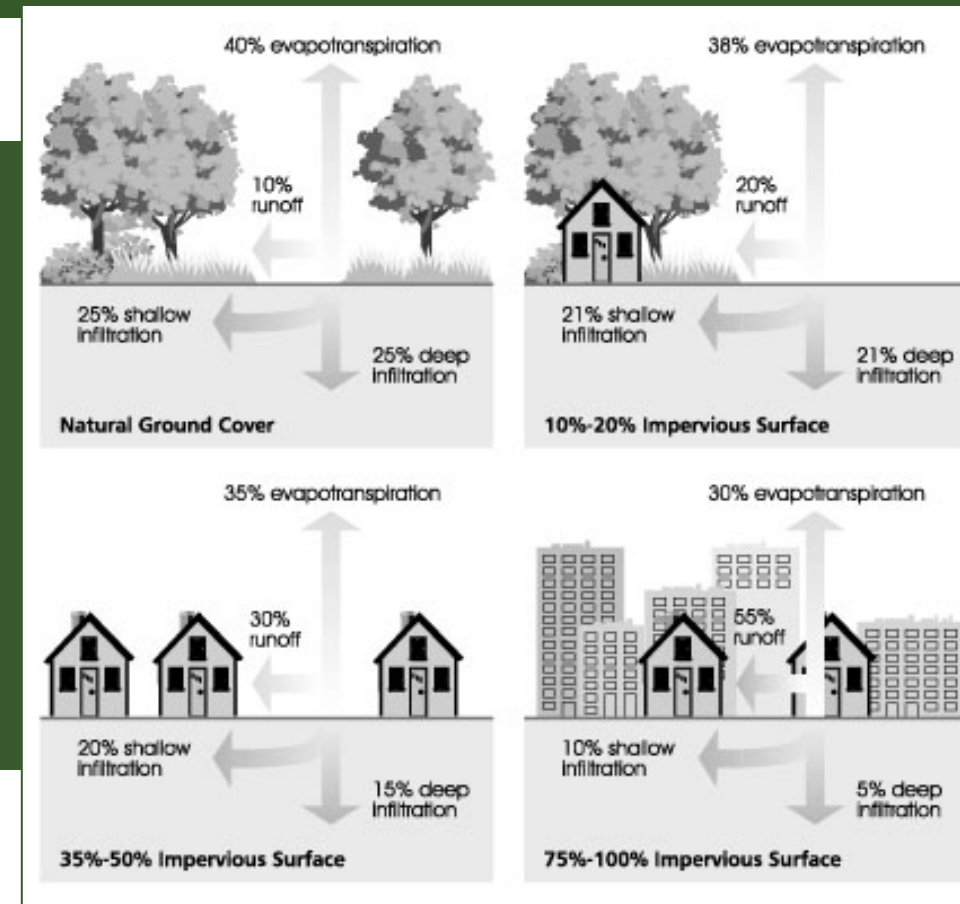 40% evapotranspiration
10%
runoff
25% shallow
infiltration
25% deep
infiltration
Natural Ground Cover
38% evapotranspiration
20%
runoff
21% shallow
infiltration
21% deep
infiltration
10%-20% Impervious Surface
35% evapotranspiration
30%
runoff
20% shallow
infiltration
15% deep
infiltration
35%-50% Impervious Surface
30% evapotranspiration
55%
runoff
10% shallow
infiltration
5% deep
infiltration
75%-100% Impervious Surface